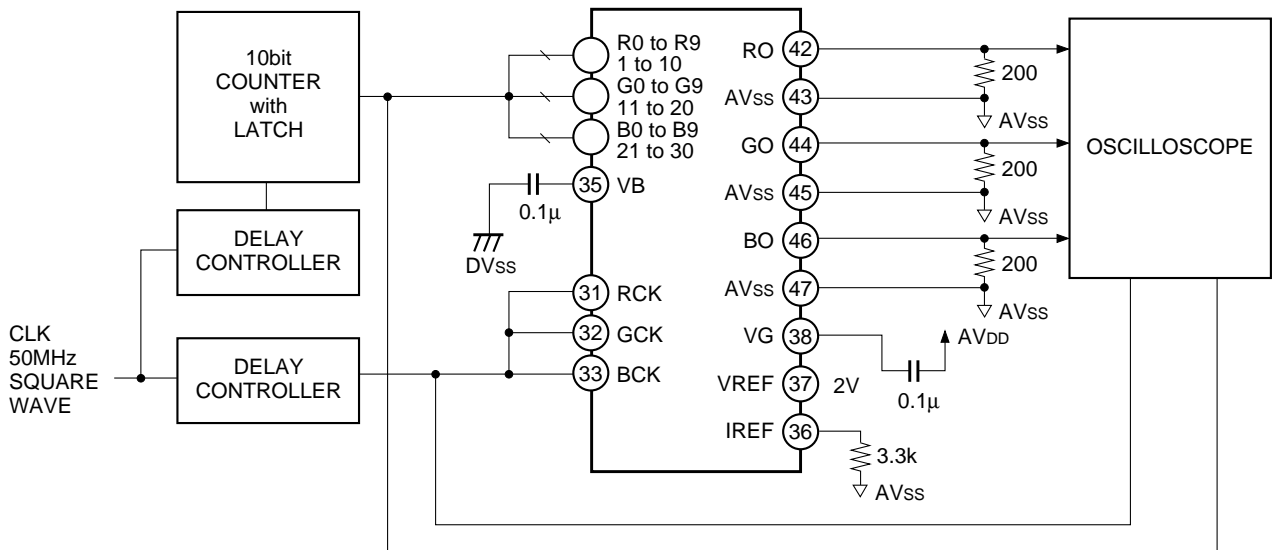 10bit
COUNTER
with
LATCH
DELAY
CONTROLLER
CLK
50MHz
SQUARE
WAVE
DELAY
CONTROLLER
R0 to R9
1 to 10
G0 to G9
11 to 20
B0 to B9
21 to 30
35 VB
0.1µ
DVSS
31 RCK
32 GCK
33 BCK
RO 42
AVSS 43
GO 44
AVSS 45
BO 46
AVSS 47
VG 38
VREF 37 2V
IREF 36
200
AVSS
200
AVSS
200
AVSS
AVDD
0.1µ
3.3k
AVSS
OSCILLOSCOPE